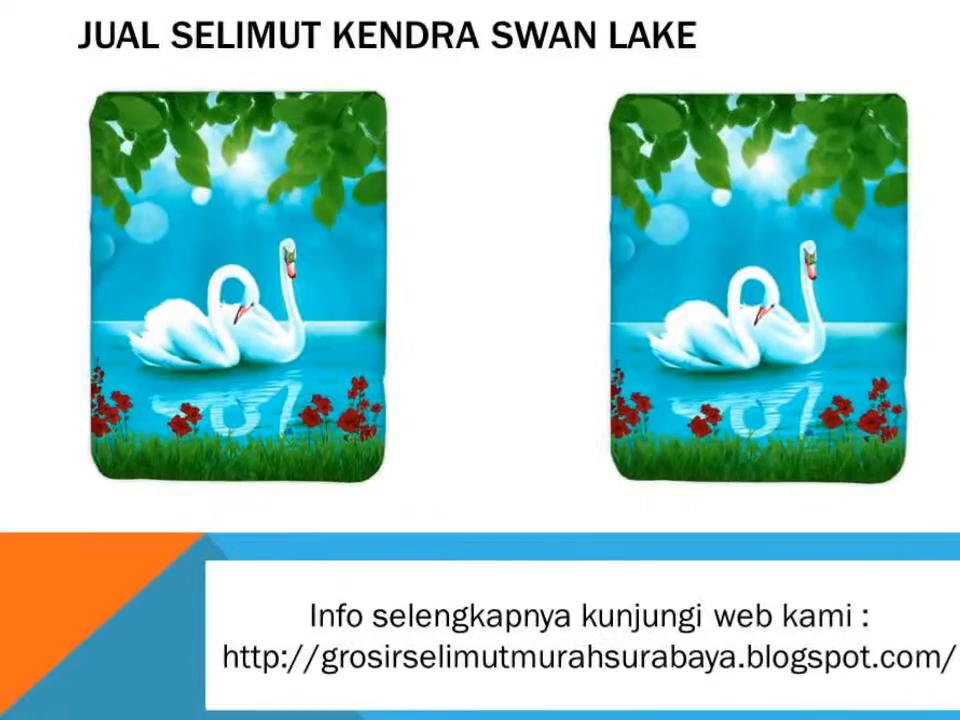 JUAL SELIMUT KENDRA SWAN LAKE
Info selengkapnya kunjungi web kami :
http://grosirselimutmurahsurabaya.blogspot.com/